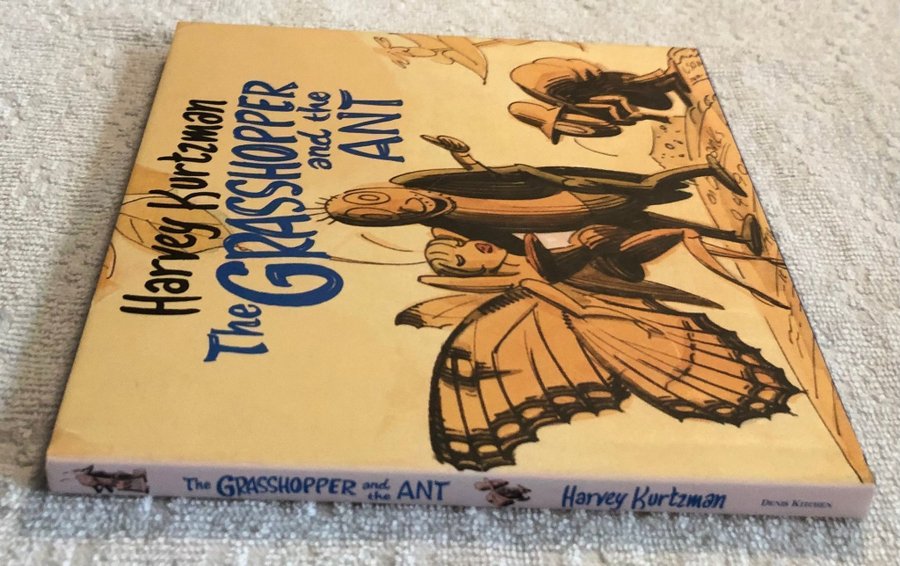 Harvey Kurtzman
The GRASSHOPPER
and the
ANT
The GRASSHOPPER and the ANT
Harvey Kurtzman
DENIS KITCHEN